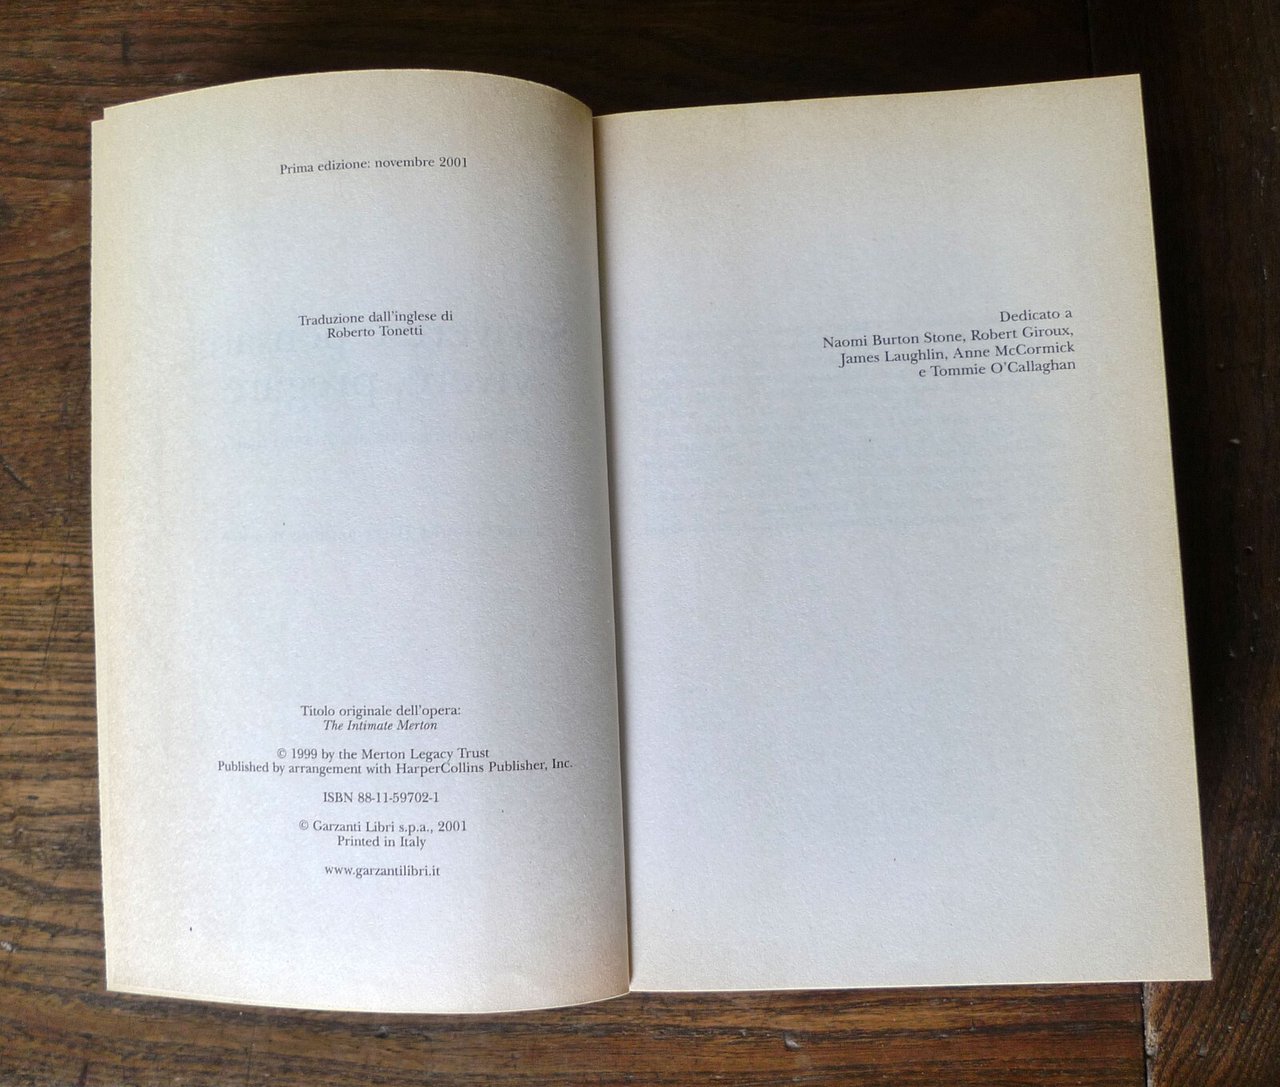 Prima edizione: novembre 2001
Traduzione dall'inglese di
Roberto Tonetti
Titolo originale dell'opera:
The Intimate Merton
© 1999 by the Merton Legacy Trust
Published by arrangement with HarperCollins Publisher, Inc.
ISBN 88-11-59702-1
© Garzanti Libri s.p.a., 2001
Printed in Italy
www.garzantilibri.it
Dedicato a
Naomi Burton Stone, Robert Giroux,
James Laughlin, Anne McCormick
e Tommie O'Callaghan